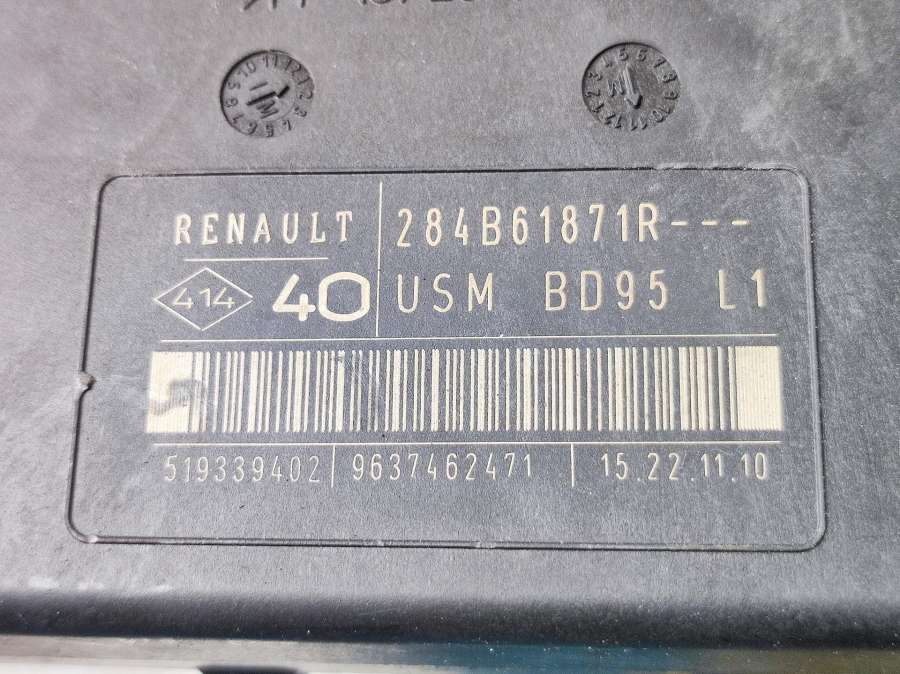 RENAULT 284B61871R---
414 40 USM BD95 L1
519339402 9637462471 15.22.11.10